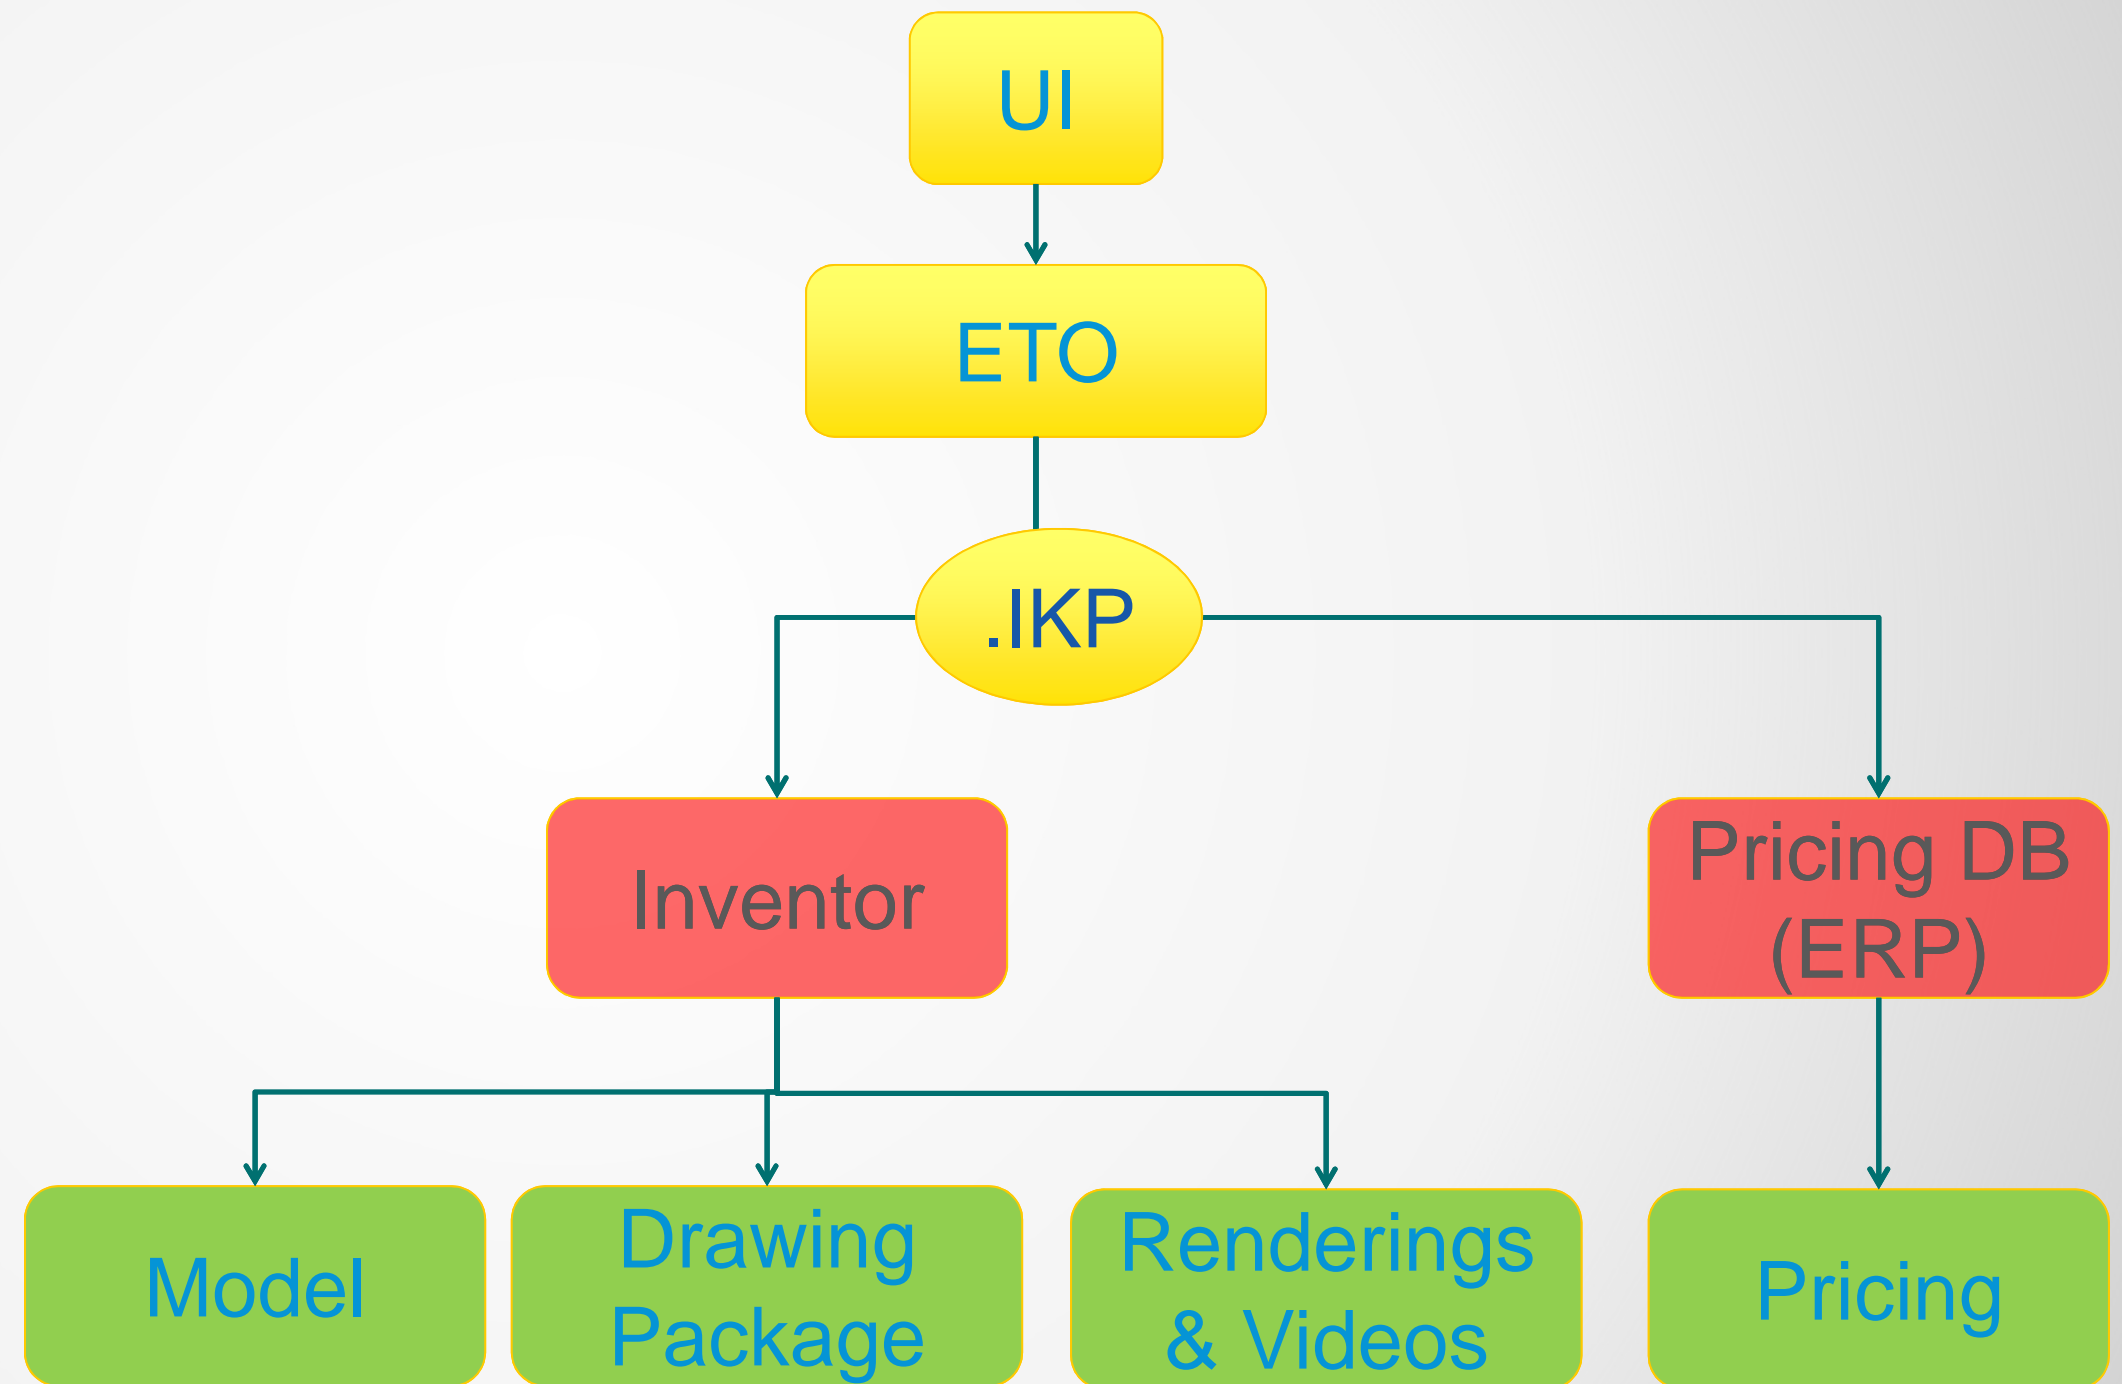 UI
ETO
.IKP
Inventor
Pricing DB
(ERP)
Model
Drawing
Package
Renderings
& Videos
Pricing